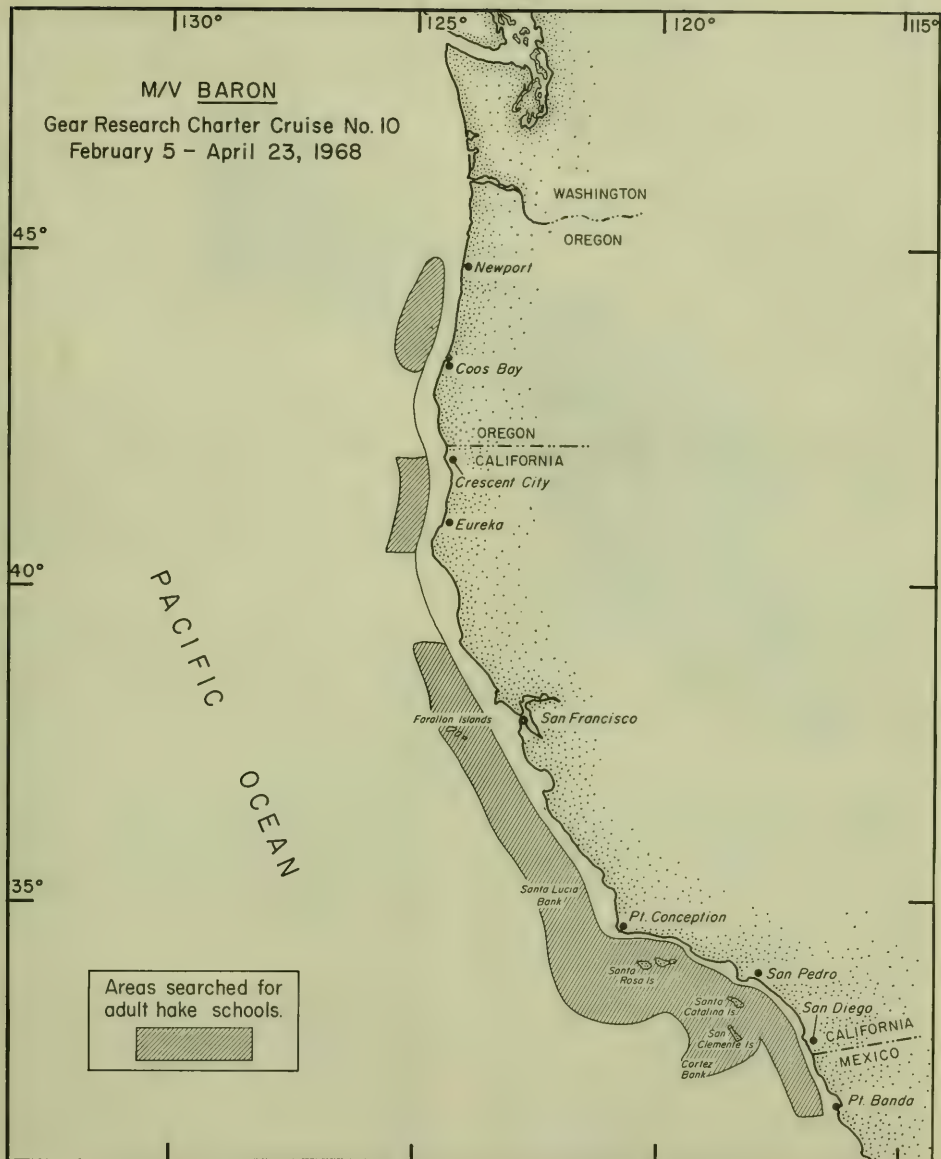 130°
125°
120°
115°
M/V BARON
Gear Research Charter Cruise No. 10
February 5 - April 23, 1968
WASHINGTON
OREGON
45°
Newport
Coos Bay
OREGON
CALIFORNIA
Crescent City
Eureka
40°
PACIFIC
OCEAN
Farallon Islands
San Francisco
35°
Santa Lucia
Bank
Pt. Conception
Santa
Rosa Is
San Pedro
Santa
Catalina Is.
San Diego
San
Clemente Is
CALIFORNIA
MEXICO
Cortez
Bank
Pt. Banda
Areas searched for
adult hake schools.